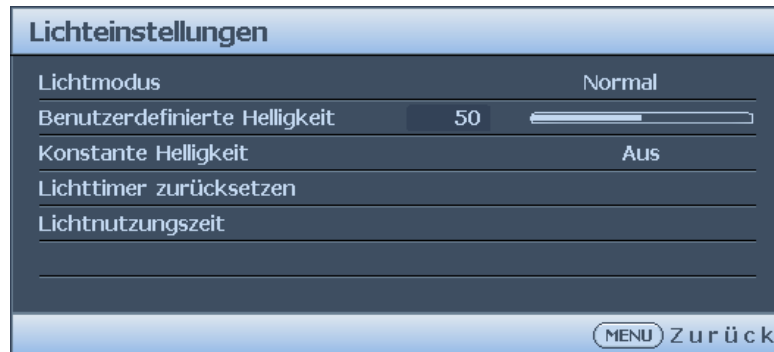 Lichteinstellungen
Lichtmodus Normal
Benutzerdefinierte Helligkeit 50
Konstante Helligkeit Aus
Lichttimer zurücksetzen
Lichtnutzungszeit
MENU Zurück